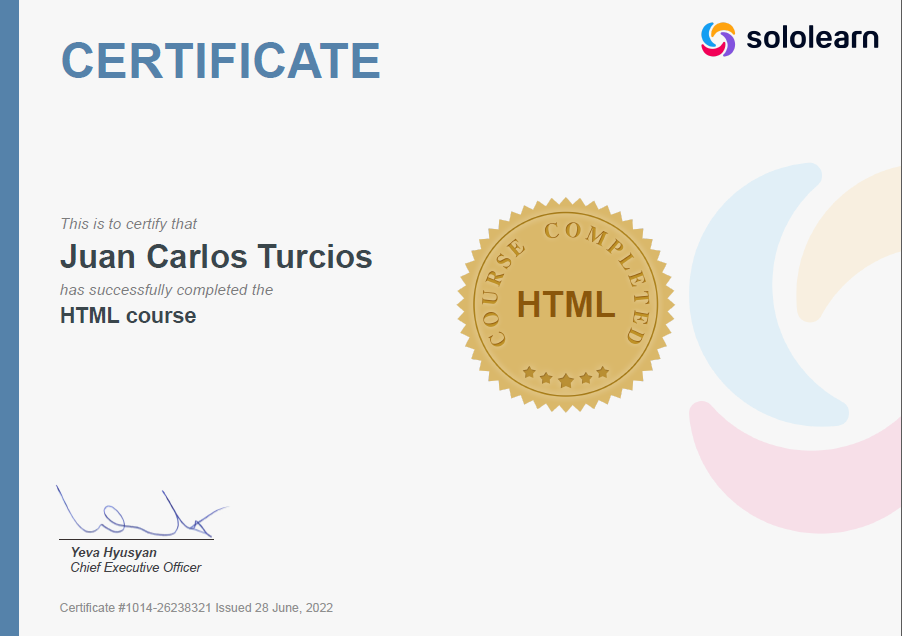 CERTIFICATE
sololearn
This is to certify that
Juan Carlos Turcios
has successfully completed the
HTML course
COURSE COMPLETED
HTML
Yeva Hyusyan
Chief Executive Officer
Certificate #1014-26238321 Issued 28 June, 2022